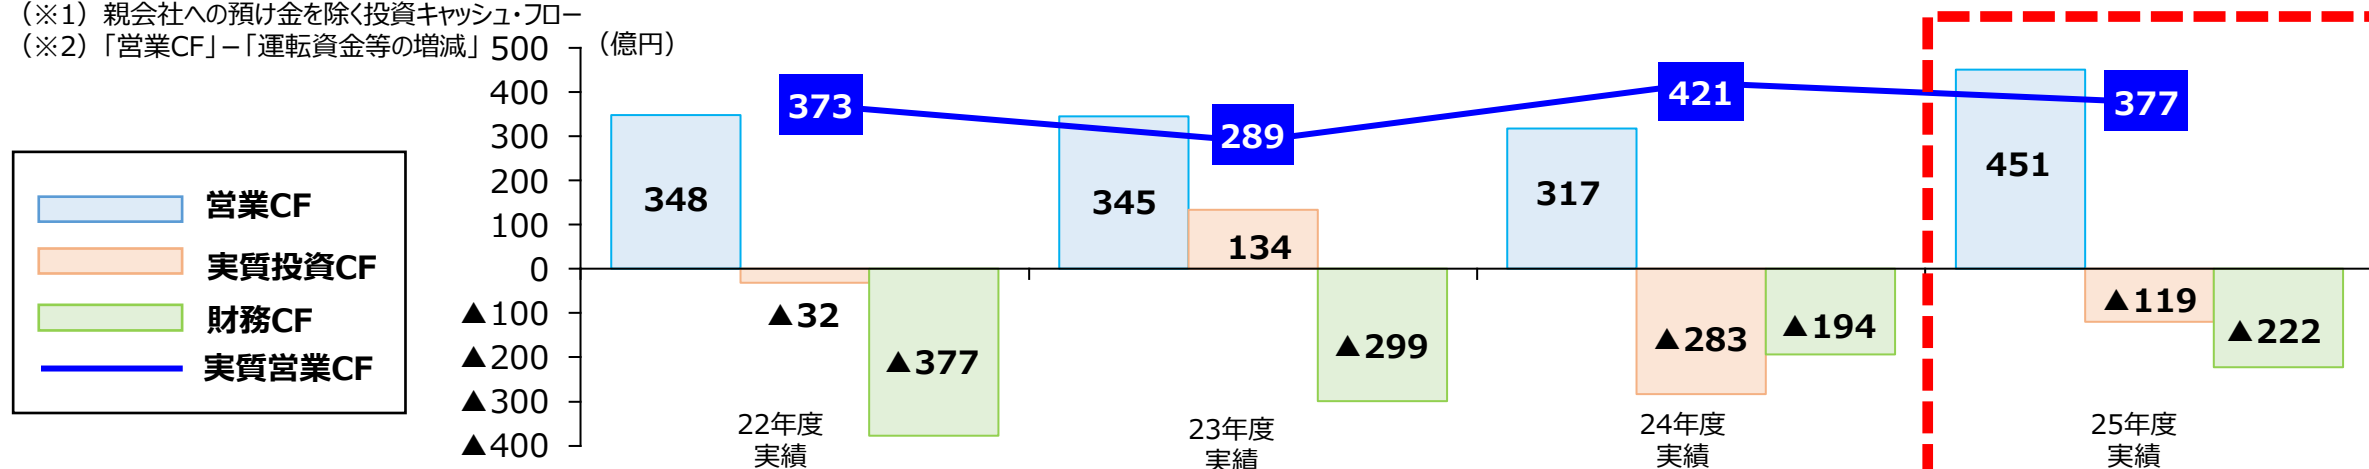 （※1）親会社への預け金を除く投資キャッシュ・フロー
（※2）「営業CF」－「運転資金等の増減」
（億円）
500
400
300
200
100
0
▲100
▲200
▲300
▲400
営業CF
実質投資CF
財務CF
実質営業CF
373
289
421
377
348
345
317
451
134
▲32
▲377
▲299
▲283
▲194
▲119
▲222
22年度
実績
23年度
実績
24年度
実績
25年度
実績